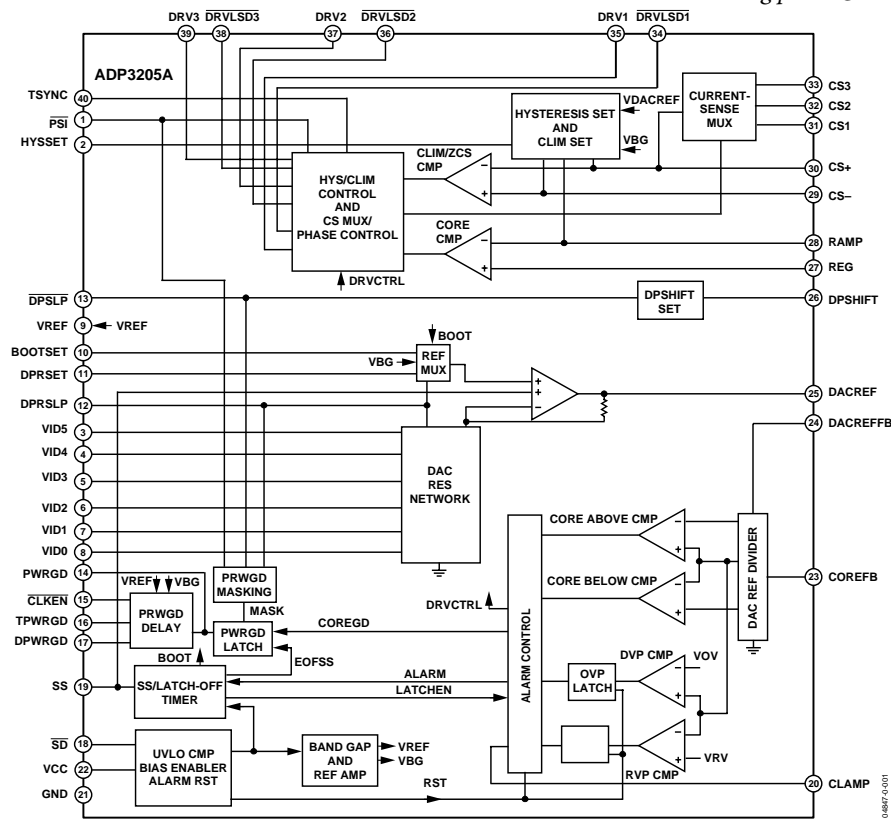 DRV3 DRVLSD3 DRV2 DRVLSD2 DRV1 DRVLSD1
39 38 37 36 35 34
ADP3205A
TSYNC 40
PSI 1
HYSSET 2
HYS/CLIM
CONTROL
AND
CS MUX/
PHASE CONTROL
DRVCTRL
CLIM/ZCS
CMP
CORE
CMP
HYSTERESIS SET
AND
CLIM SET
VDACREF
VBG
CURRENT-
SENSE
MUX
33 CS3
32 CS2
31 CS1
30 CS+
29 CS–
28 RAMP
27 REG
DPSLP 13
DPSHIFT
SET
26 DPSHIFT
VREF 9 VREF
BOOTSET 10
DPRSET 11
DPRSLP 12
BOOT
VBG
REF
MUX
25 DACREF
24 DACREFFB
VID5 3
VID4 4
VID3 5
VID2 6
VID1 7
VID0 8
DAC
RES
NETWORK
PWRGD 14
CLKEN 15
TPWRGD 16
DPWRGD 17
VREF VBG
PRWGD
DELAY
PRWGD
MASKING
MASK
PWRGD
LATCH
BOOT
EOFSS
COREGD
DRVCTRL
ALARM CONTROL
CORE ABOVE CMP
CORE BELOW CMP
DAC REF DIVIDER
23 COREFB
SS 19
SS/LATCH-OFF
TIMER
ALARM
LATCHEN
OVP
LATCH
DVP CMP
VOV
VRV
RVP CMP
SD 18
VCC 22
GND 21
UVLO CMP
BIAS ENABLER
ALARM RST
BAND GAP
AND
REF AMP
VREF
VBG
RST
20 CLAMP
04847-0-001